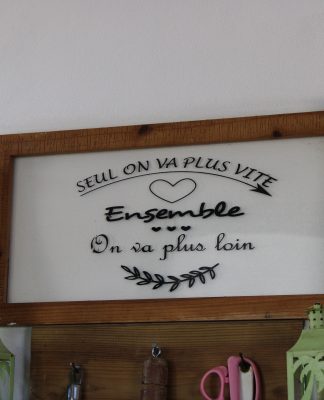 SEUL ON VA PLUS VITE
Ensemble
On va plus loin